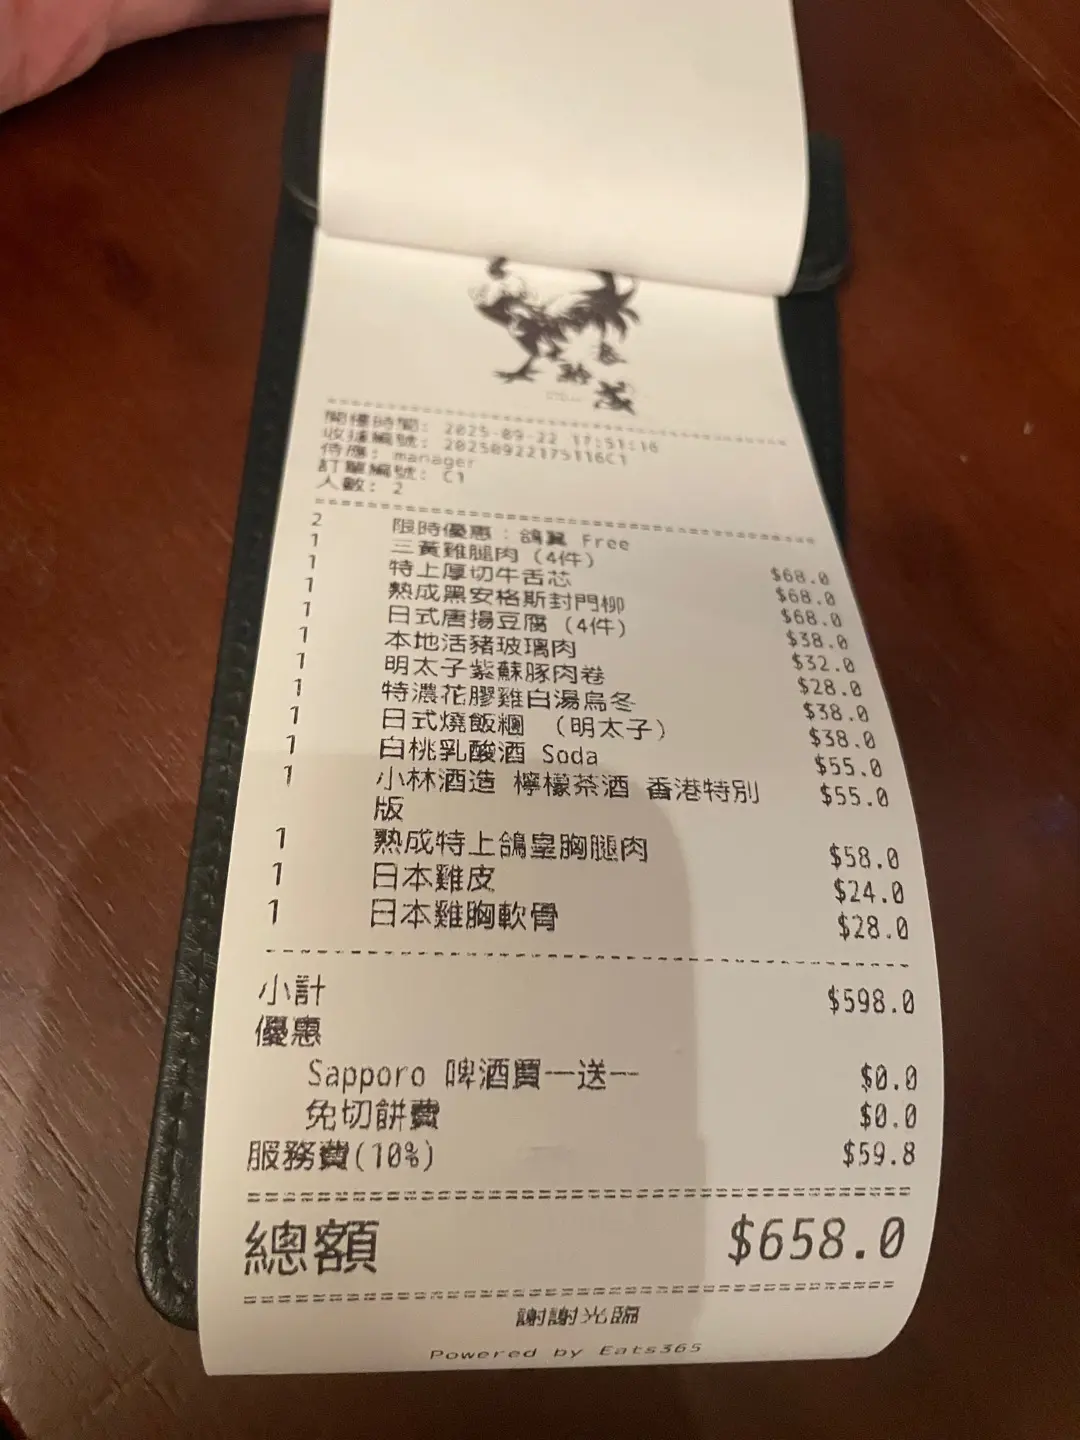 開檯時間: 2025-09-22 17:51:16
收據編號: 20250922175116C1
侍應: manager
訂單編號: C1
人數: 2
2 限時優惠：鴿翼 Free
1 三黃雞腿肉 (4件) $68.0
1 特上厚切牛舌芯 $68.0
1 熟成黑安格斯封門柳 $68.0
1 日式唐揚豆腐 (4件) $38.0
1 本地活豬玻璃肉 $32.0
1 明太子紫蘇豚肉卷 $28.0
1 特濃花膠雞白湯烏冬 $38.0
1 日式燒飯糰 （明太子） $38.0
1 白桃乳酸酒 Soda $55.0
1 小林酒造 檸檬茶酒 香港特別 $55.0
版
1 熟成特上鴿皇胸腿肉 $58.0
1 日本雞皮 $24.0
1 日本雞胸軟骨 $28.0
小計 $598.0
優惠
Sapporo 啤酒買一送一 $0.0
免切餅費 $0.0
服務費(10%) $59.8
總額 $658.0
謝謝光臨
Powered by Eats365